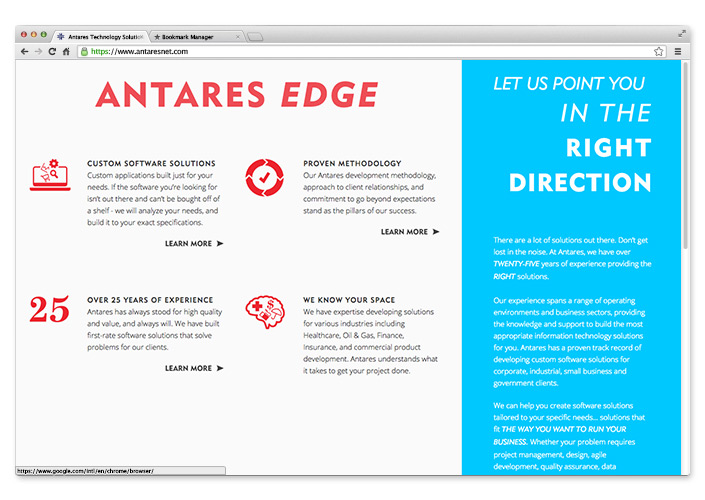 Antares Technology Solution
Bookmark Manager
https://www.antaresnet.com
ANTARES EDGE
CUSTOM SOFTWARE SOLUTIONS
Custom applications built just for your
needs. If the software you're looking for
isn't out there and can't be bought off of
a shelf - we will analyze your needs, and
build it to your exact specifications.
LEARN MORE
PROVEN METHODOLOGY
Our Antares development methodology,
approach to client relationships, and
commitment to go beyond expectations
stand as the pillars of our success.
LEARN MORE
25
OVER 25 YEARS OF EXPERIENCE
Antares has always stood for high quality
and value, and always will. We have built
first-rate software solutions that solve
problems for our clients.
LEARN MORE
$
WE KNOW YOUR SPACE
We have expertise developing solutions
for various industries including
Healthcare, Oil & Gas, Finance,
Insurance, and commercial product
development. Antares understands what
it takes to get your project done.
LET US POINT YOU
IN THE
RIGHT
DIRECTION
There are a lot of solutions out there. Don't get
lost in the noise. At Antares, we have over
TWENTY-FIVE years of experience providing the
RIGHT solutions.
Our experience spans a range of operating
environments and business sectors, providing
the knowledge and support to build the most
appropriate information technology solutions
for you. Antares has a proven track record of
developing custom software solutions for
corporate, industrial, small business and
government clients.
We can help you create software solutions
tailored to your specific needs... solutions that
fit THE WAY YOU WANT TO RUN YOUR
BUSINESS. Whether your problem requires
project management, design, agile
development, quality assurance, data
https://www.google.com/intl/en/chrome/browser/